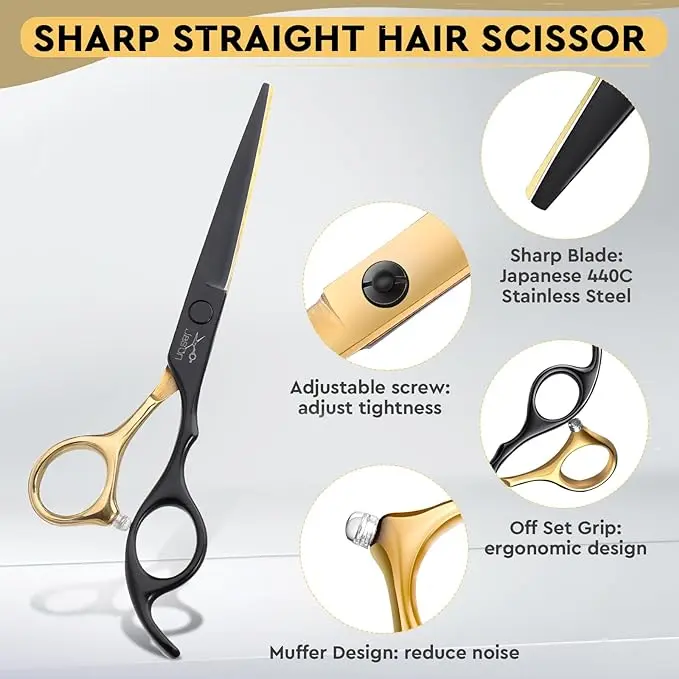 SHARP STRAIGHT HAIR SCISSOR
Sharp Blade:
Japanese 440C
Stainless Steel
Jason
Adjustable screw:
adjust tightness
Off Set Grip:
ergonomic design
Muffer Design: reduce noise